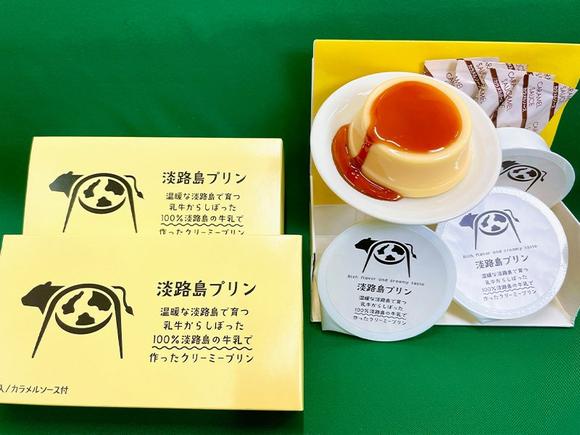 淡路島プリン
温暖な淡路島で育つ
乳牛からしぼった
100%淡路島の牛乳で
作ったクリーミープリン
淡路島プリン
温暖な淡路島で育つ
乳牛からしぼった
100%淡路島の牛乳で
作ったクリーミープリン
入/カラメルソース付
CARAMEL
SAUCE
Rich flavor and creamy taste
淡路島プリン
温暖な淡路島で育つ
乳牛からしぼった
100%淡路島の牛乳で
作ったクリーミープリン
Rich flavor and creamy taste
淡路島プリン
温暖な淡路島で育つ
乳牛からしぼった
100%淡路島の牛乳で
作ったクリーミープリン